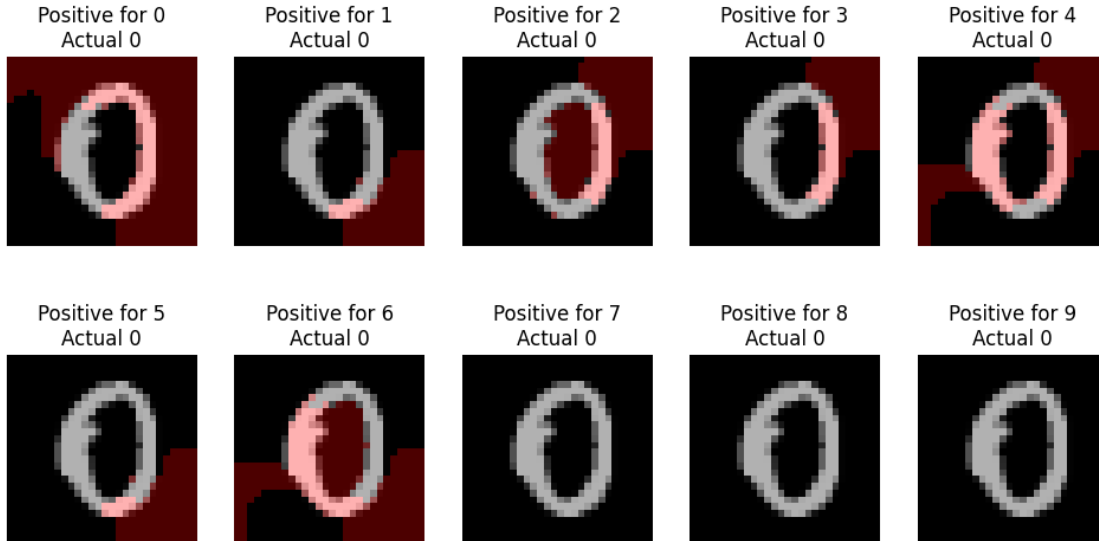 Positive for 0
Actual 0
Positive for 1
Actual 0
Positive for 2
Actual 0
Positive for 3
Actual 0
Positive for 4
Actual 0
Positive for 5
Actual 0
Positive for 6
Actual 0
Positive for 7
Actual 0
Positive for 8
Actual 0
Positive for 9
Actual 0